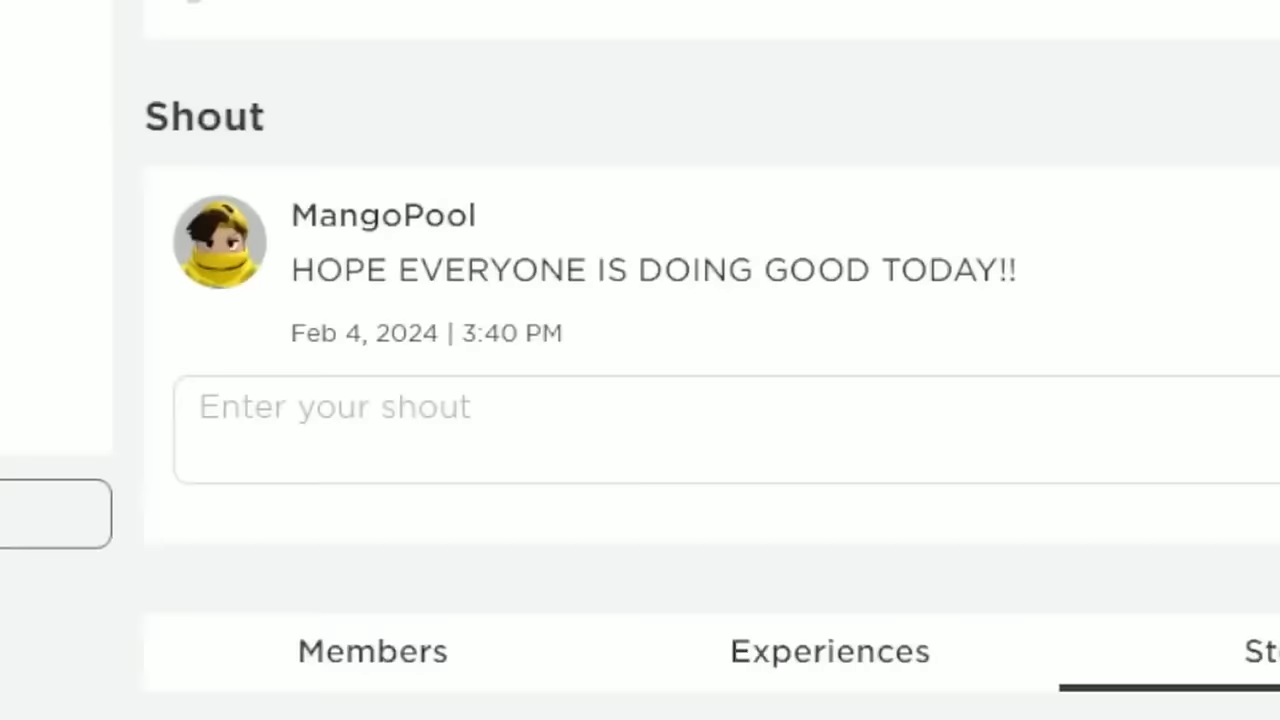 Shout
MangoPool
HOPE EVERYONE IS DOING GOOD TODAY!!
Feb 4, 2024 | 3:40 PM
Enter your shout
Members Experiences